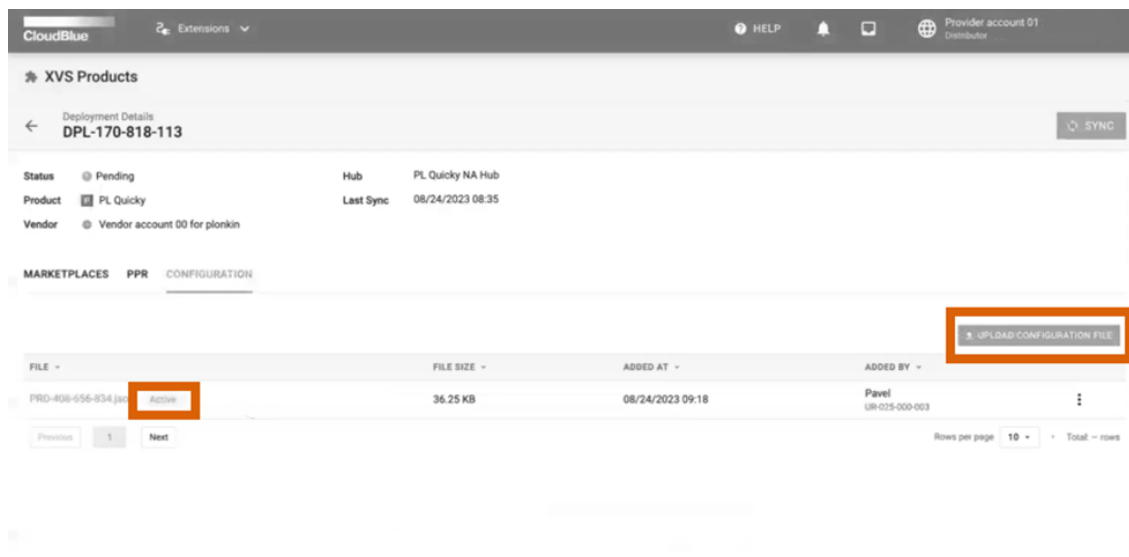 CloudBlue
Extensions
HELP
Provider account 01
Distributor
XVS Products
Deployment Details
DPL-170-818-113
SYNC
Status Pending Hub PL Quicky NA Hub
Product PL Quicky Last Sync 08/24/2023 08:35
Vendor Vendor account 00 for plonkin
MARKETPLACES PPR CONFIGURATION
UPLOAD CONFIGURATION FILE
FILE FILE SIZE ADDED AT ADDED BY
PRD-408-656-834.jso Active 36.25 KB 08/24/2023 09:18 Pavel
UR-025-000-003
Previous 1 Next Rows per page 10 Total: – rows